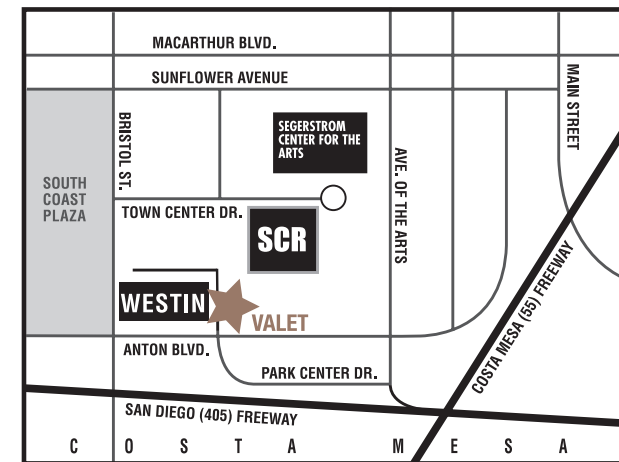 MACARTHUR BLVD.
SUNFLOWER AVENUE
MAIN STREET
SEGERSTROM
CENTER FOR THE
ARTS
BRISTOL ST.
AVE. OF THE ARTS
SOUTH
COAST
PLAZA
TOWN CENTER DR.
SCR
WESTIN
VALET
COSTA MESA (55) FREEWAY
ANTON BLVD.
PARK CENTER DR.
SAN DIEGO (405) FREEWAY
C O S T A M E S A